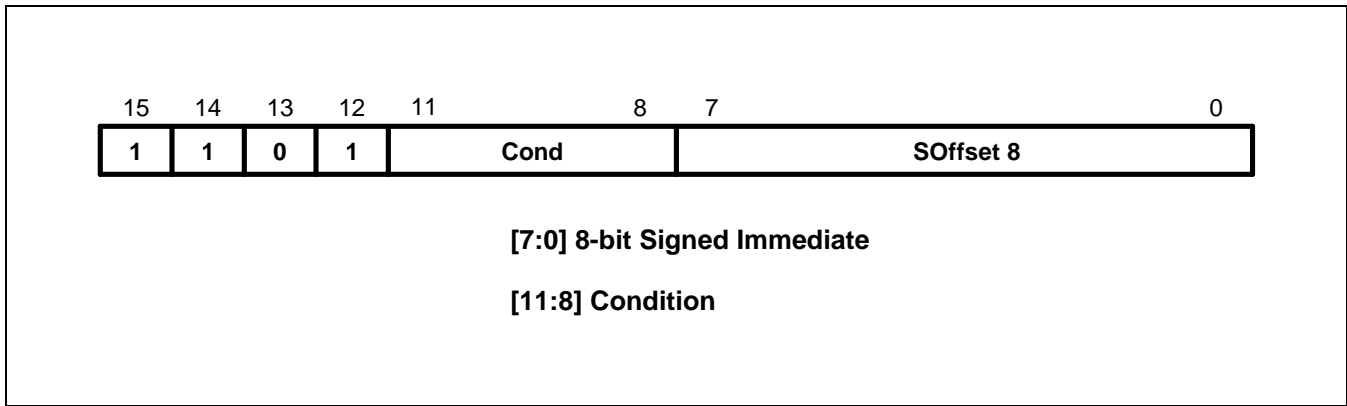 15 14 13 12 11 8 7 0
1 1 0 1 Cond SOffset 8
[7:0] 8-bit Signed Immediate
[11:8] Condition